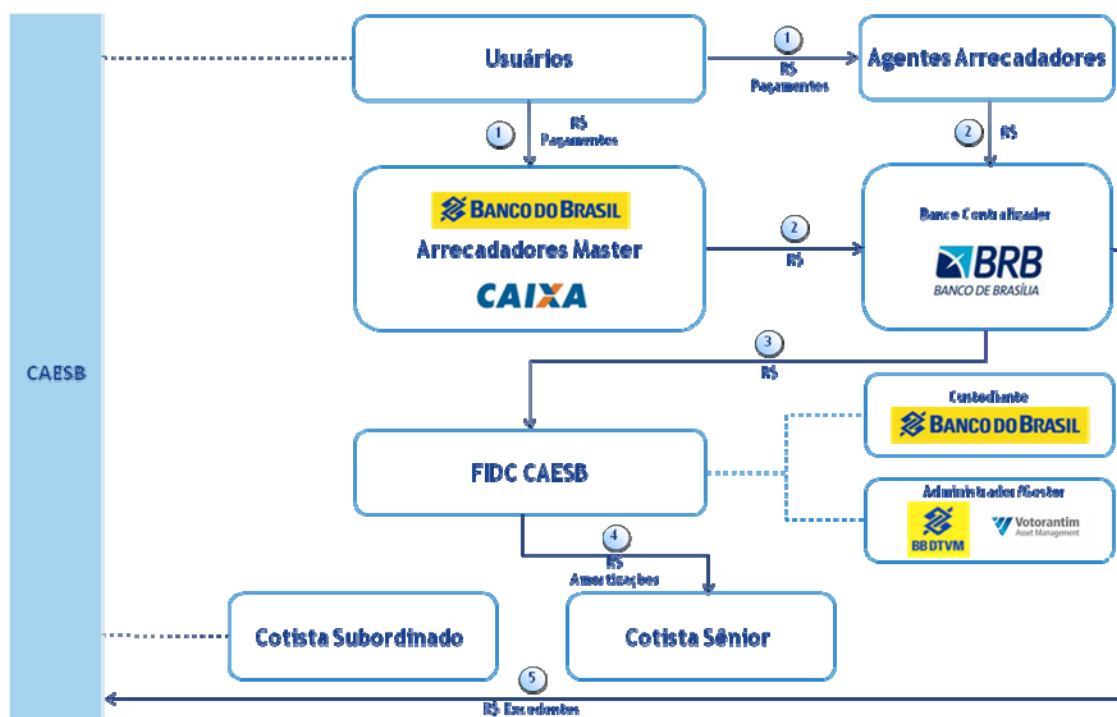 Usuários
1
R$
Pagamentos
Agentes Arrecadadores
1
R$
Pagamentos
2
R$
BANCO DO BRASIL
Arrecadadores Master
CAIXA
2
R$
Banco Centralizador
BRB
BANCO DE BRASÍLIA
3
R$
CAESB
Custodiante
BANCO DO BRASIL
FIDC CAESB
Administrador/Gestor
BB DTVM
Votorantim
Asset Management
4
R$
Amortizações
Cotista Subordinado
Cotista Sênior
5
R$ Excedentes